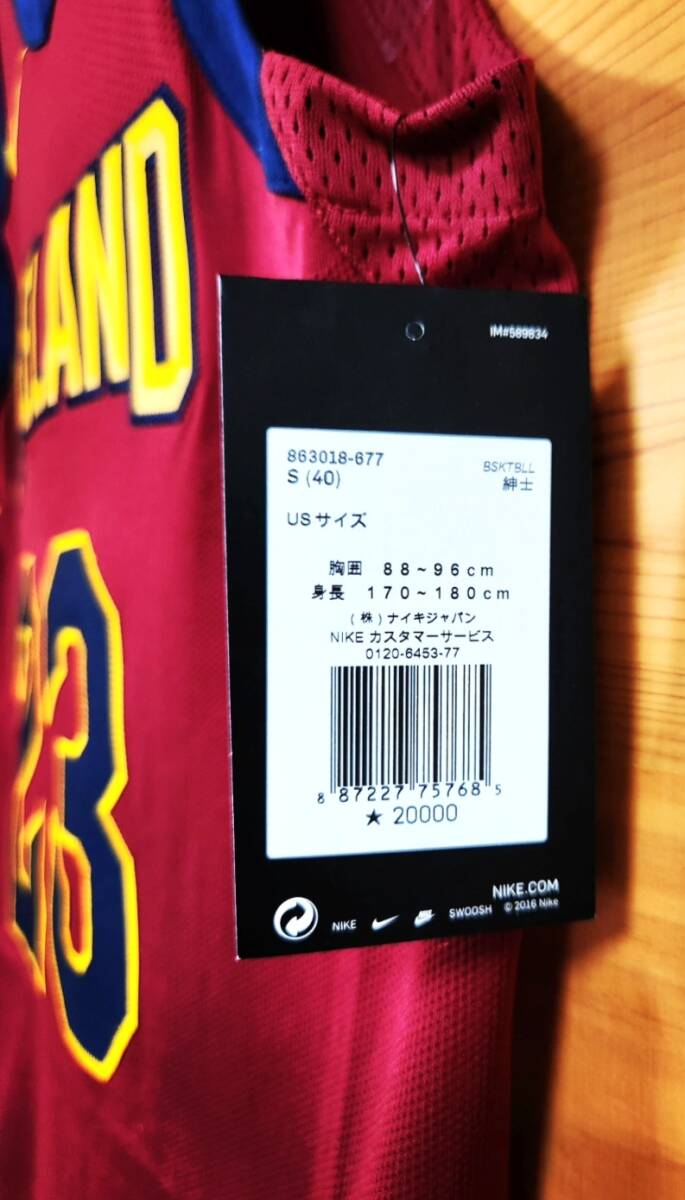 ELAND
23
IM#589834
863018-677
BSKTBLL
S (40)
紳士
USサイズ
胸囲 88~96cm
身長 170~180cm
(株)ナイキジャパン
NIKE カスタマーサービス
0120-6453-77
8 87227 75768 5
★ 20000
NIKE.COM
NIKE SWOOSH © 2016 Nike